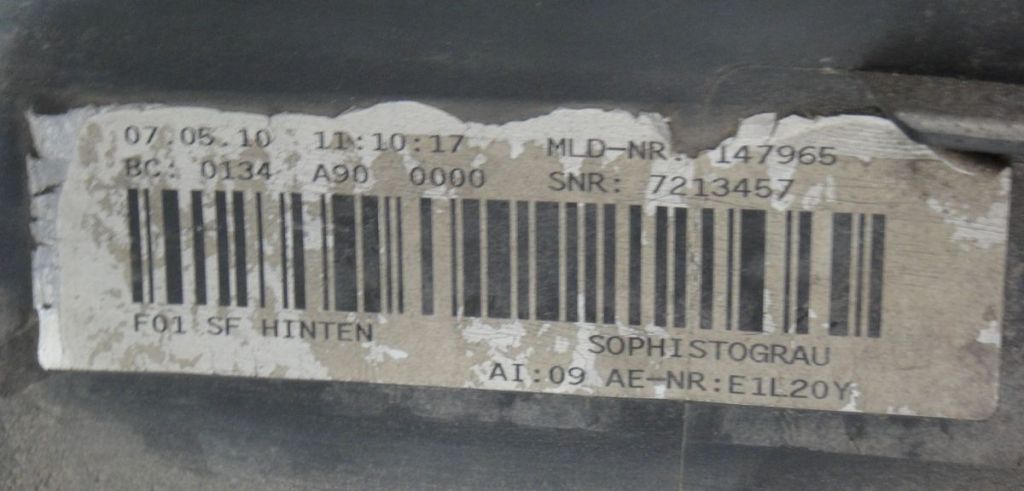 07.05.10 11:10:17 MLD-NR: 147965
BC: 0134 A90 0000 SNR: 7213457
F01 SF HINTEN SOPHISTOGRAU
AI:09 AE-NR:E1L20Y